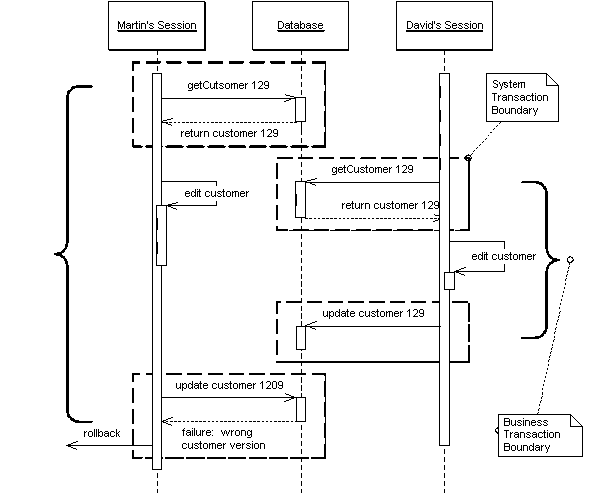 Martin's Session
Database
David's Session
getCutsomer 129
return customer 129
System
Transaction
Boundary
getCustomer 129
return customer 129
edit customer
edit customer
update customer 129
update customer 1209
failure: wrong
customer version
rollback
Business
Transaction
Boundary